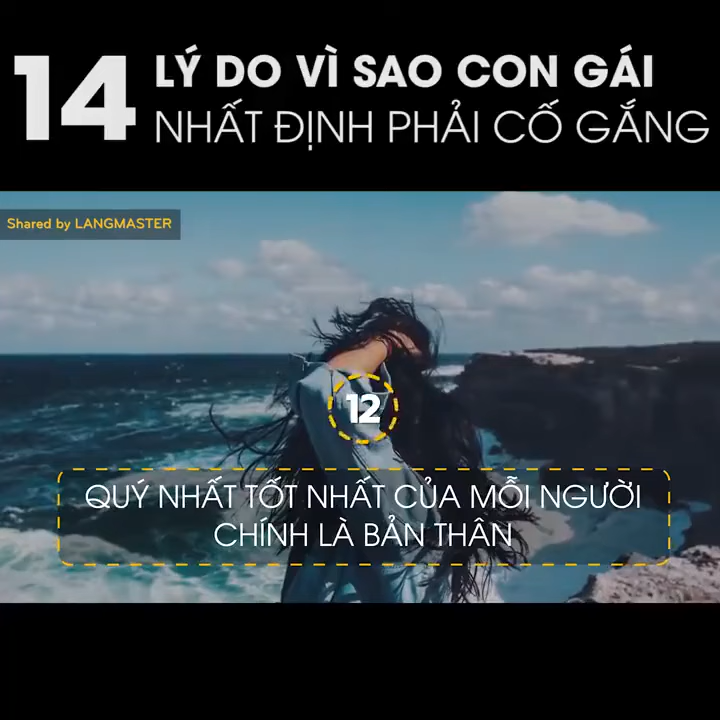 14
LÝ DO VÌ SAO CON GÁI
NHẤT ĐỊNH PHẢI CỐ GẮNG
Shared by LANGMASTER
12
QUÝ NHẤT TỐT NHẤT CỦA MỖI NGƯỜI
CHÍNH LÀ BẢN THÂN